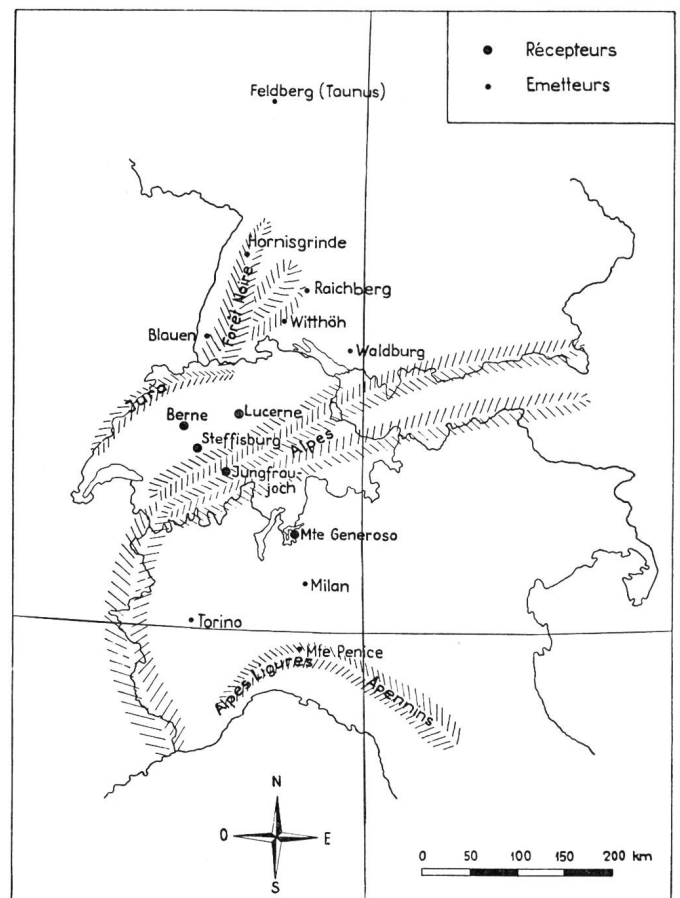 Récepteurs
Emetteurs
Feldberg (Taunus)
Hornisgrinde
Forêt Noire
Raichberg
Witthöh
Blauen
Waldburg
Jura
Lucerne
Berne
Steffisburg
Alpes
Jungfrau-
joch
Mte Generoso
Milan
Torino
Mte Penice
Alpes Ligures
Apennins
N
O
E
S
0 50 100 150 200 km